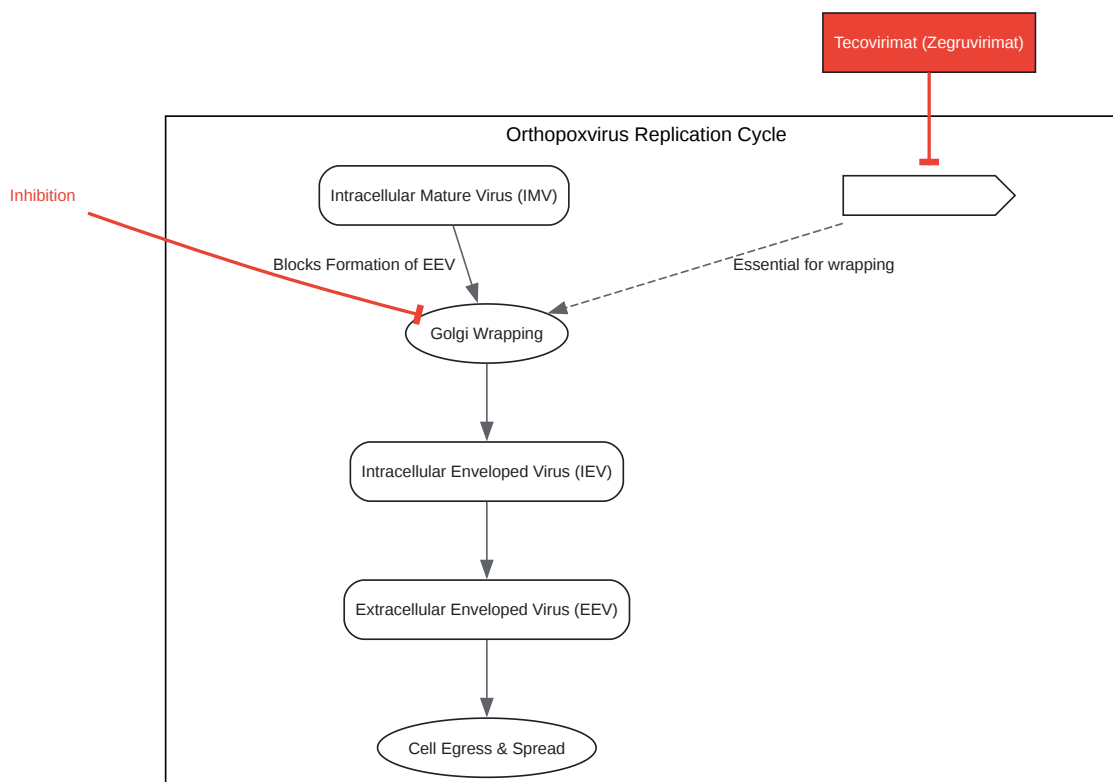 Tecovirimat (Zegruvirimat)
Orthopoxvirus Replication Cycle
Inhibition
Intracellular Mature Virus (IMV)
Blocks Formation of EEV
Essential for wrapping
Golgi Wrapping
Intracellular Enveloped Virus (IEV)
Extracellular Enveloped Virus (EEV)
Cell Egress & Spread